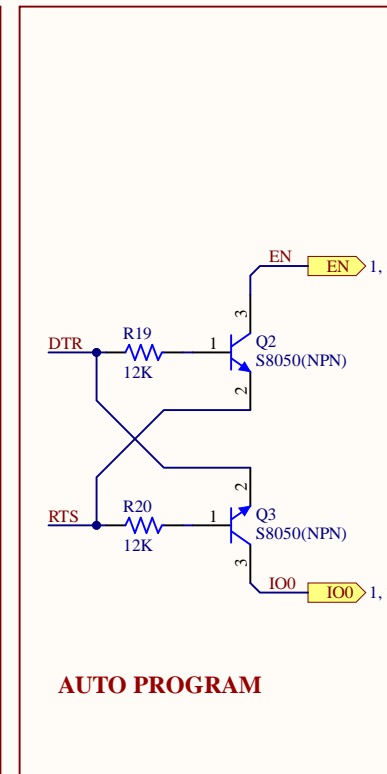 EN
EN 1,
3
R19
Q2
DTR
1
S8050(NPN)
12K
2
2
R20
Q3
RTS
1
S8050(NPN)
12K
3
IO0
IO0 1,
AUTO PROGRAM